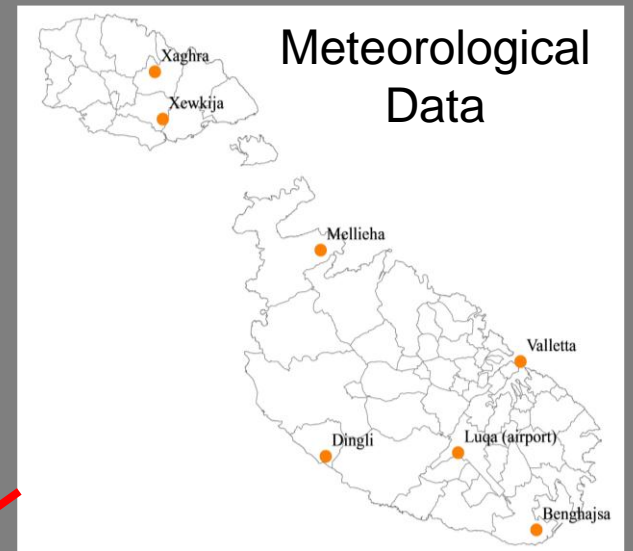 Meteorological
Data
Xaghra
Xewkija
Mellieha
Valletta
Dingli
Luqa (airport)
Benghajsa